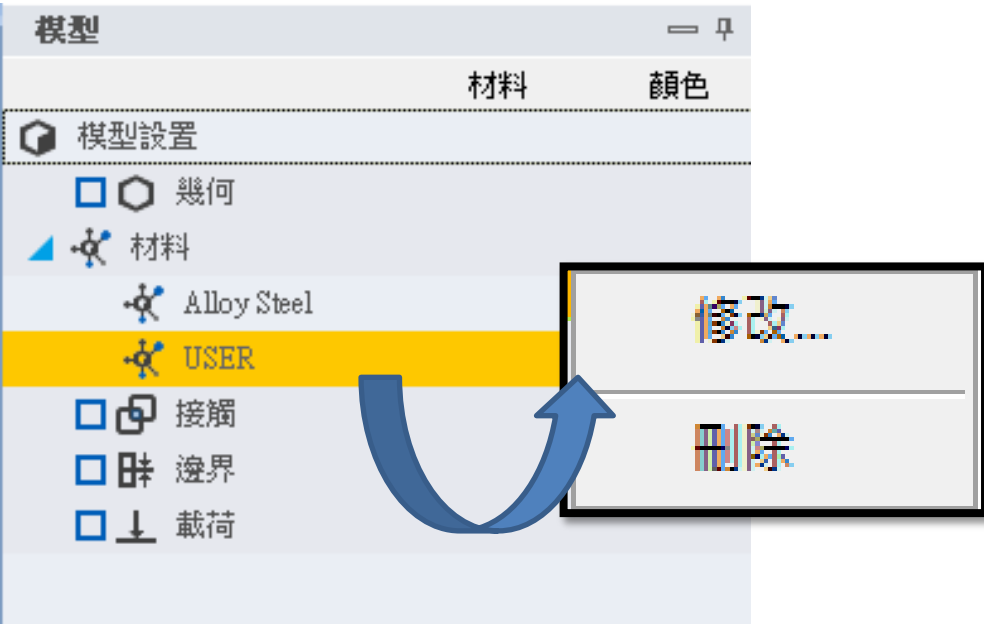 模型
材料 顏色
模型設置
幾何
材料
Alloy Steel
USER
接觸
邊界
載荷
修改...
刪除